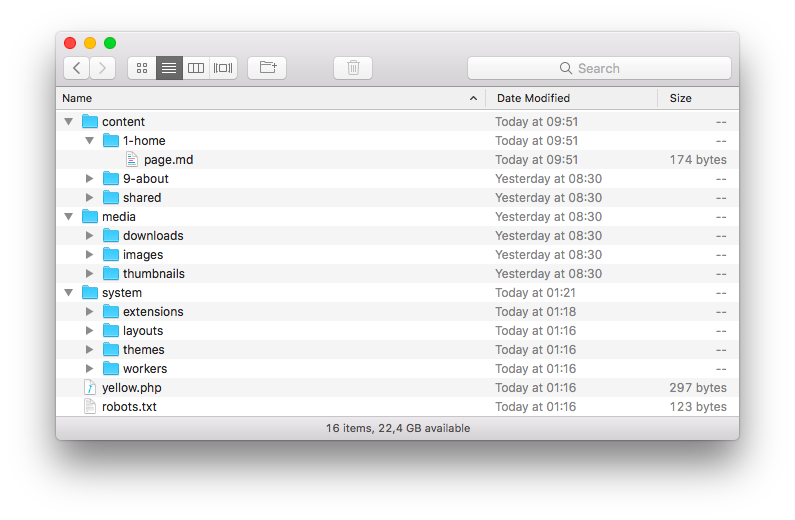 Search
Name Date Modified Size
content Today at 09:51 --
1-home Today at 09:51 --
page.md Today at 09:51 174 bytes
9-about Yesterday at 08:30 --
shared Yesterday at 08:30 --
media Yesterday at 08:30 --
downloads Yesterday at 08:30 --
images Yesterday at 08:30 --
thumbnails Yesterday at 08:30 --
system Today at 01:21 --
extensions Today at 01:18 --
layouts Today at 01:16 --
themes Today at 01:16 --
workers Today at 01:16 --
yellow.php Today at 01:16 297 bytes
robots.txt Today at 01:16 123 bytes
16 items, 22,4 GB available